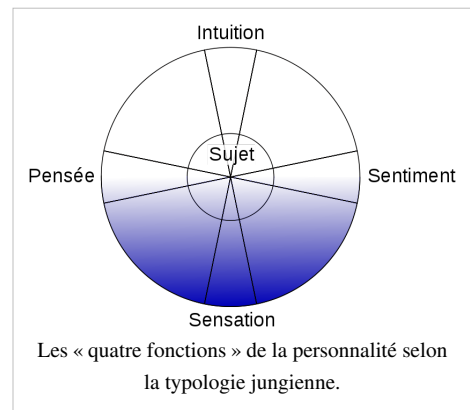 Intuition
Sujet
Pensée
Sentiment
Sensation
Les « quatre fonctions » de la personnalité selon
la typologie jungienne.